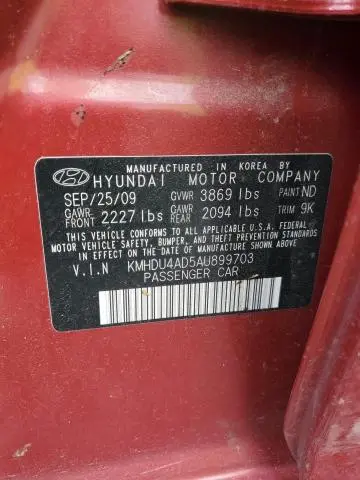 MANUFACTURED IN KOREA BY
HYUNDAI MOTOR COMPANY
SEP/25/09 GVWR 3869 lbs PAINT ND
GAWR FRONT 2227 lbs GAWR REAR 2094 lbs TRIM 9K
THIS VEHICLE CONFORMS TO ALL APPLICABLE U.S.A. FEDERAL
MOTOR VEHICLE SAFETY, BUMPER, AND THEFT PREVENTION STANDARDS
IN EFFECT ON THE DATE OF MANUFACTURE SHOWN ABOVE.
V.I.N KMHDU4AD5AU899703
PASSENGER CAR